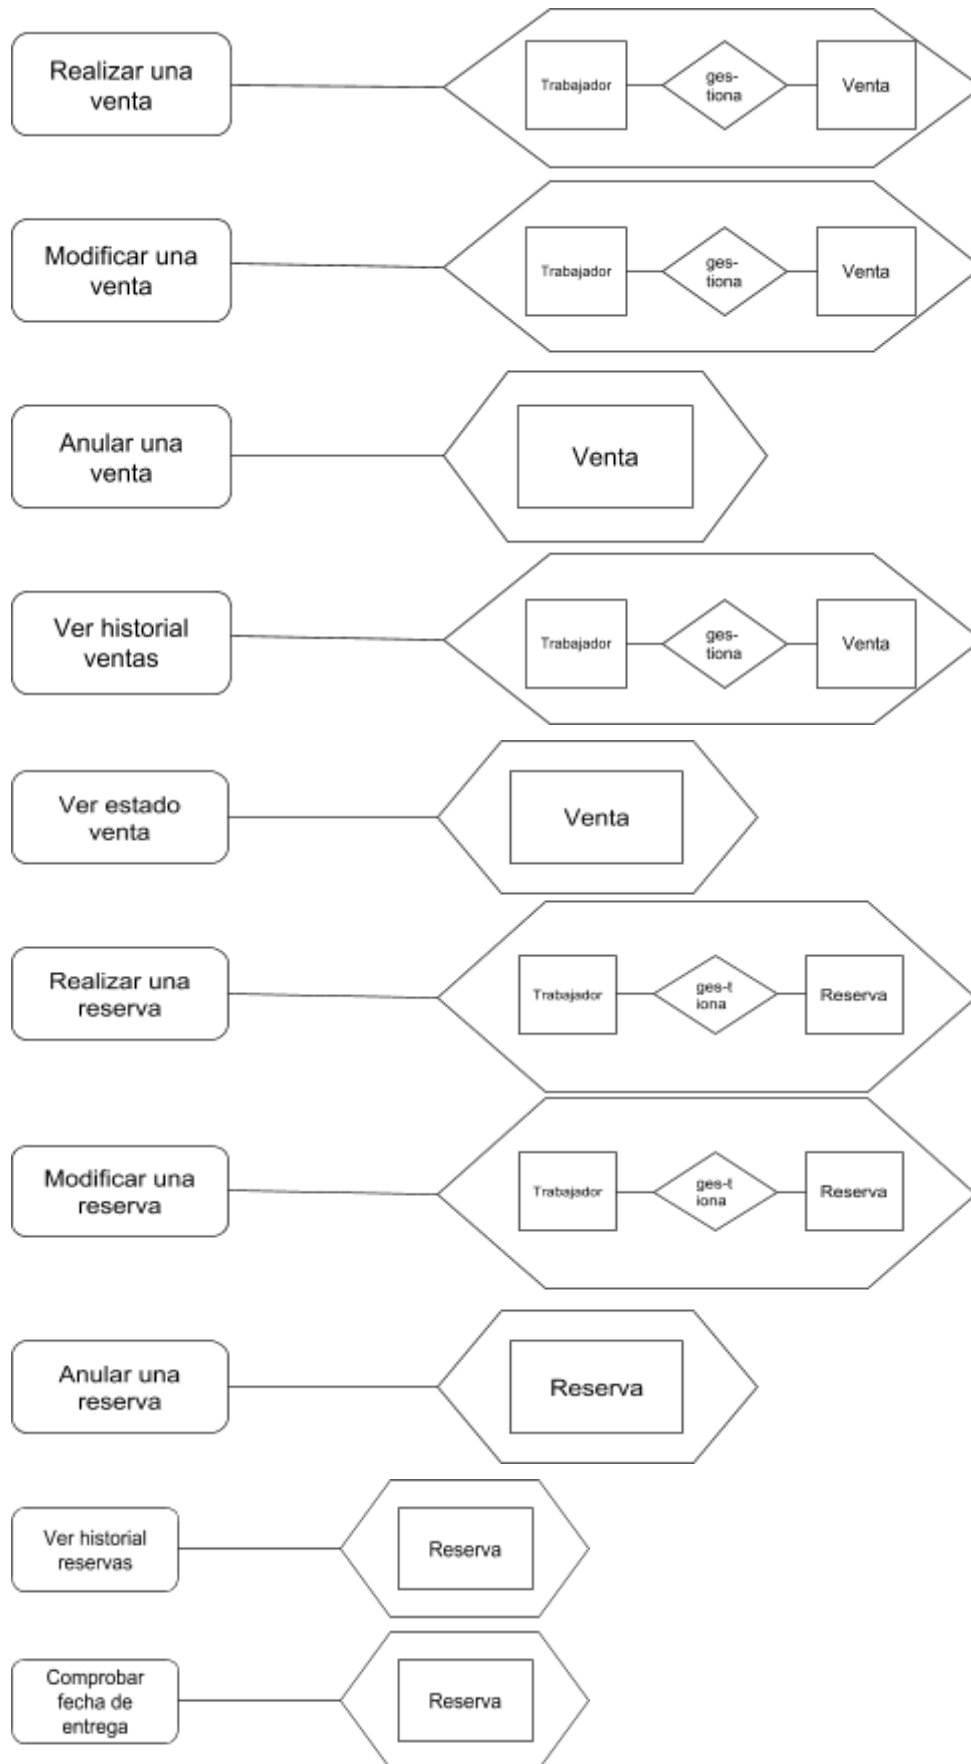 Realizar una
venta
Trabajador
ges-
tiona
Venta
Modificar una
venta
Trabajador
ges-
tiona
Venta
Anular una
venta
Venta
Ver historial
ventas
Trabajador
ges-
tiona
Venta
Ver estado
venta
Venta
Realizar una
reserva
Trabajador
ges-t
iona
Reserva
Modificar una
reserva
Trabajador
ges-t
iona
Reserva
Anular una
reserva
Reserva
Ver historial
reservas
Reserva
Comprobar
fecha de
entrega
Reserva